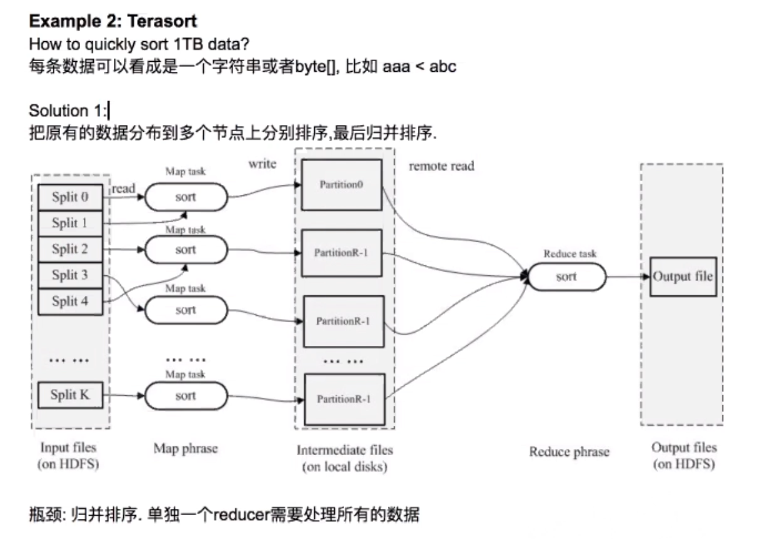 Example 2: Terasort
How to quickly sort 1TB data?
每条数据可以看成是一个字符串或者byte[], 比如 aaa < abc
Solution 1:
把原有的数据分布到多个节点上分别排序,最后归并排序.
Split 0
Split 1
Split 2
Split 3
Split 4
... ...
Split K
Input files
(on HDFS)
read
Map task
sort
Map task
sort
Map task
sort
... ...
Map task
sort
Map phrase
write
Partition0
PartitionR-1
PartitionR-1
... ...
PartitionR-1
Intermediate files
(on local disks)
remote read
Reduce task
sort
Reduce phrase
Output file
Output files
(on HDFS)
瓶颈: 归并排序. 单独一个reducer需要处理所有的数据